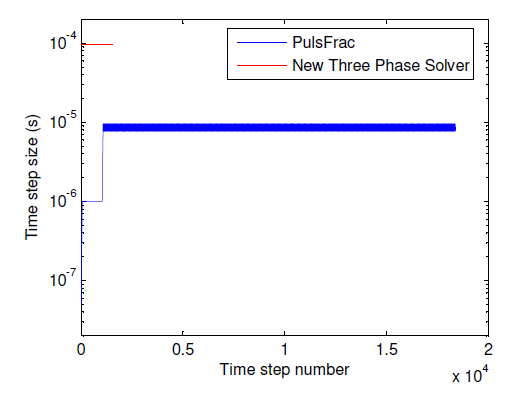 10^-4
PulsFrac
New Three Phase Solver
10^-5
Time step size (s)
10^-6
10^-7
0 0.5 1 1.5 2
Time step number
x 10^4